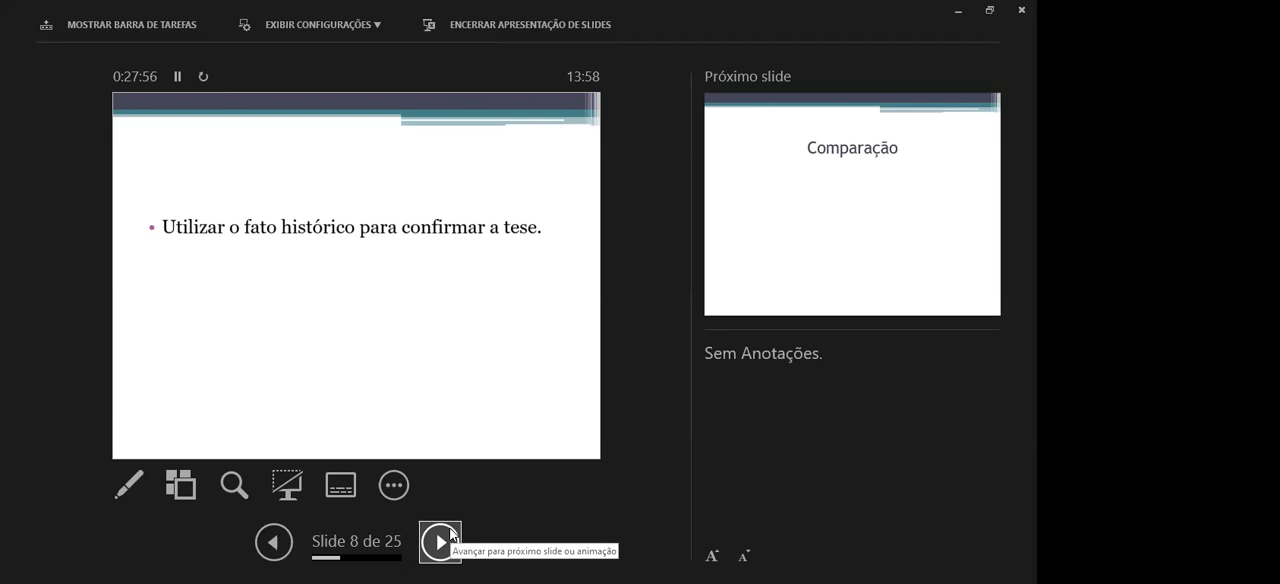 MOSTRAR BARRA DE TAREFAS EXIBIR CONFIGURAÇÕES ▼ ENCERRAR APRESENTAÇÃO DE SLIDES
0:27:56 13:58
• Utilizar o fato histórico para confirmar a tese.
Slide 8 de 25
Avançar para próximo slide ou animação
Próximo slide
Comparação
Sem Anotações.
A A